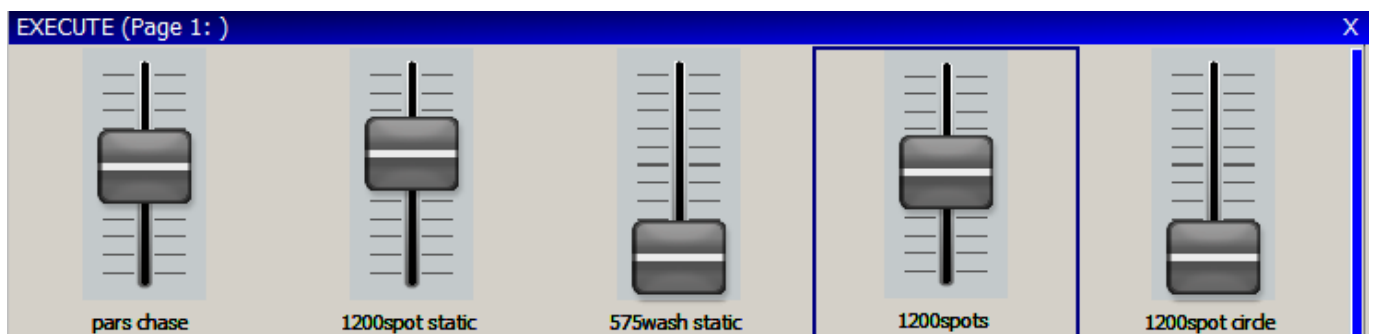 EXECUTE (Page 1: )
X
pars chase
1200spot static
575wash static
1200spots
1200spot circle